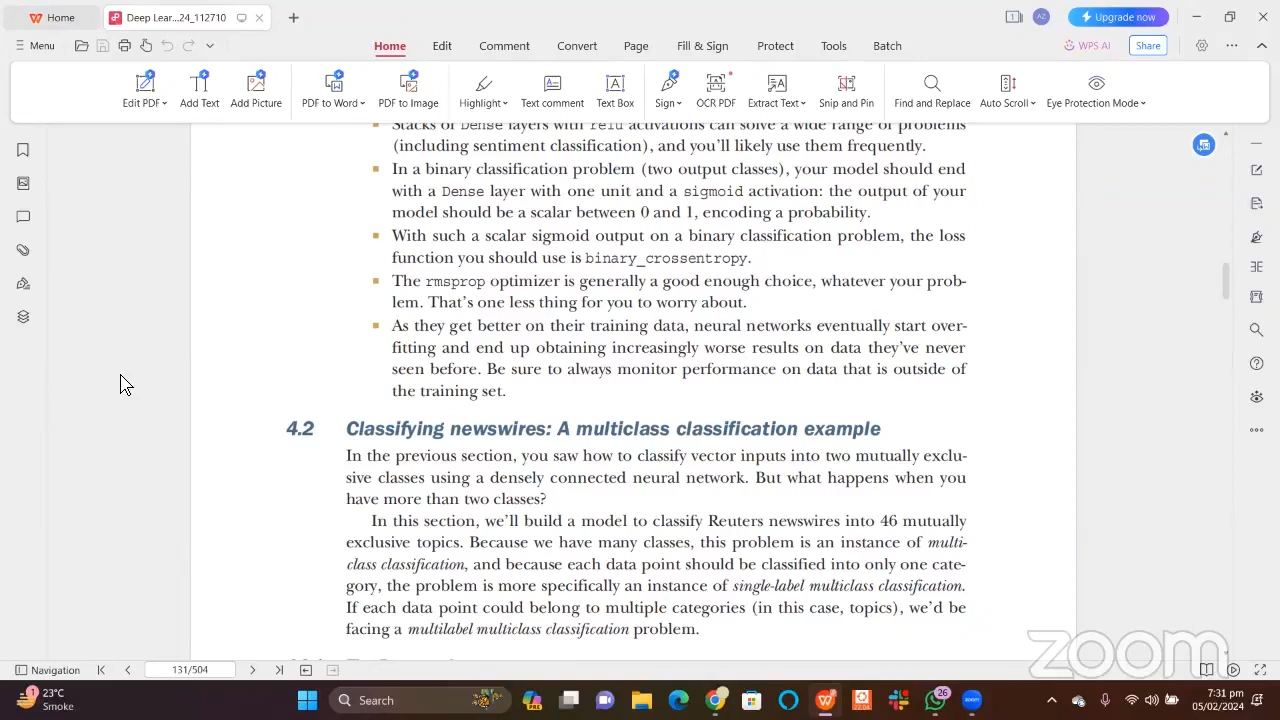 Home
Deep Lear...24_112710
Upgrade now
Menu
Home Edit Comment Convert Page Fill & Sign Protect Tools Batch
WPS AI
Share
Edit PDF Add Text Add Picture PDF to Word PDF to Image Highlight Text comment Text Box Sign OCR PDF Extract Text Snip and Pin Find and Replace Auto Scroll Eye Protection Mode
Stacks of Dense layers with relu activations can solve a wide range of problems
(including sentiment classification), and you'll likely use them frequently.
In a binary classification problem (two output classes), your model should end
with a Dense layer with one unit and a sigmoid activation: the output of your
model should be a scalar between 0 and 1, encoding a probability.
With such a scalar sigmoid output on a binary classification problem, the loss
function you should use is binary_crossentropy.
The rmsprop optimizer is generally a good enough choice, whatever your prob-
lem. That's one less thing for you to worry about.
As they get better on their training data, neural networks eventually start over-
fitting and end up obtaining increasingly worse results on data they've never
seen before. Be sure to always monitor performance on data that is outside of
the training set.
4.2 Classifying newswires: A multiclass classification example
In the previous section, you saw how to classify vector inputs into two mutually exclu-
sive classes using a densely connected neural network. But what happens when you
have more than two classes?
In this section, we'll build a model to classify Reuters newswires into 46 mutually
exclusive topics. Because we have many classes, this problem is an instance of multi-
class classification, and because each data point should be classified into only one cate-
gory, the problem is more specifically an instance of single-label multiclass classification.
If each data point could belong to multiple categories (in this case, topics), we'd be
facing a multilabel multiclass classification problem.
zoom
Navigation
131/504
23°C
Smoke
Search
26
7:31 pm
05/02/2024